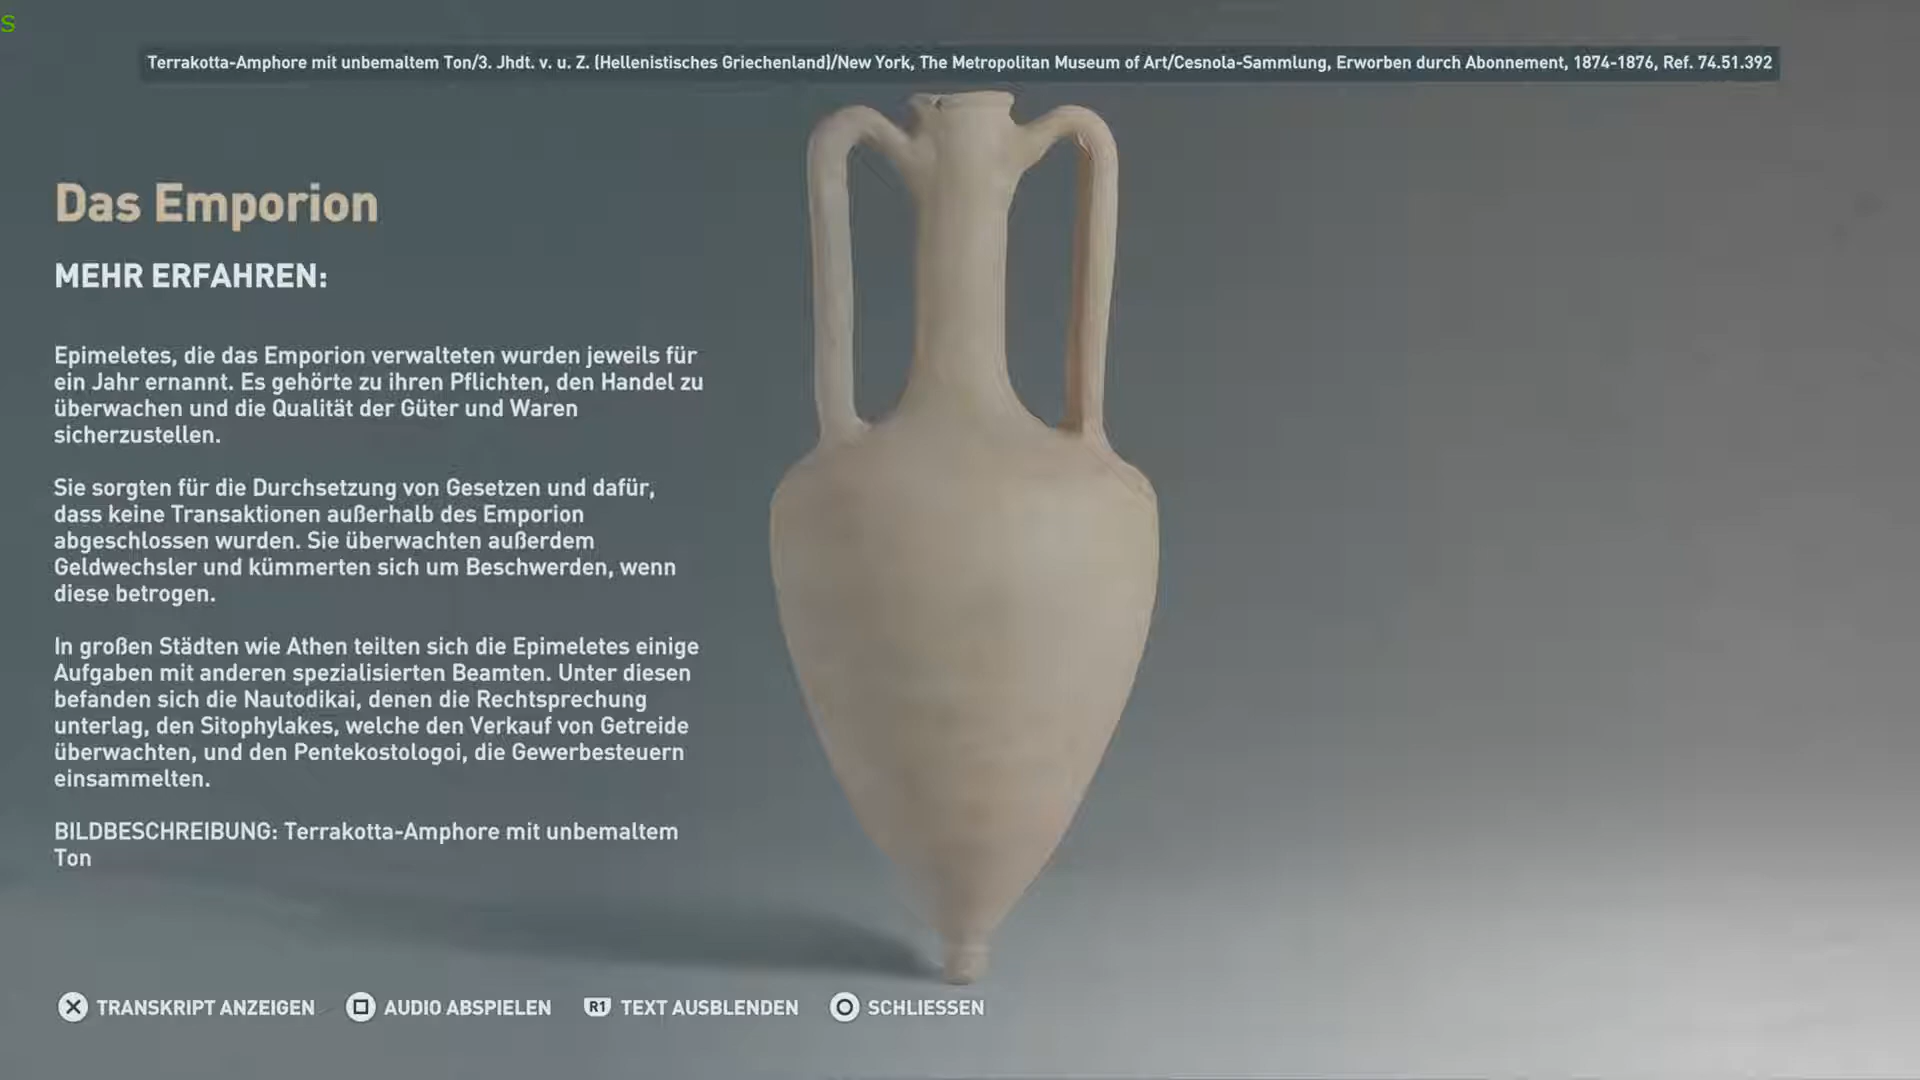 S
Terrakotta-Amphore mit unbemaltem Ton/3. Jhdt. v. u. Z. (Hellenistisches Griechenland)/New York, The Metropolitan Museum of Art/Cesnola-Sammlung, Erworben durch Abonnement, 1874-1876, Ref. 74.51.392
Das Emporion
MEHR ERFAHREN:
Epimeletes, die das Emporion verwalteten wurden jeweils für
ein Jahr ernannt. Es gehörte zu ihren Pflichten, den Handel zu
überwachen und die Qualität der Güter und Waren
sicherzustellen.
Sie sorgten für die Durchsetzung von Gesetzen und dafür,
dass keine Transaktionen außerhalb des Emporion
abgeschlossen wurden. Sie überwachten außerdem
Geldwechsler und kümmerten sich um Beschwerden, wenn
diese betrogen.
In großen Städten wie Athen teilten sich die Epimeletes einige
Aufgaben mit anderen spezialisierten Beamten. Unter diesen
befanden sich die Nautodikai, denen die Rechtsprechung
unterlag, den Sitophylakes, welche den Verkauf von Getreide
überwachten, und den Pentekostologoi, die Gewerbesteuern
einsammelten.
BILDBESCHREIBUNG: Terrakotta-Amphore mit unbemaltem
Ton
TRANSKRIPT ANZEIGEN AUDIO ABSPIELEN R1 TEXT AUSBLENDEN SCHLIESSEN